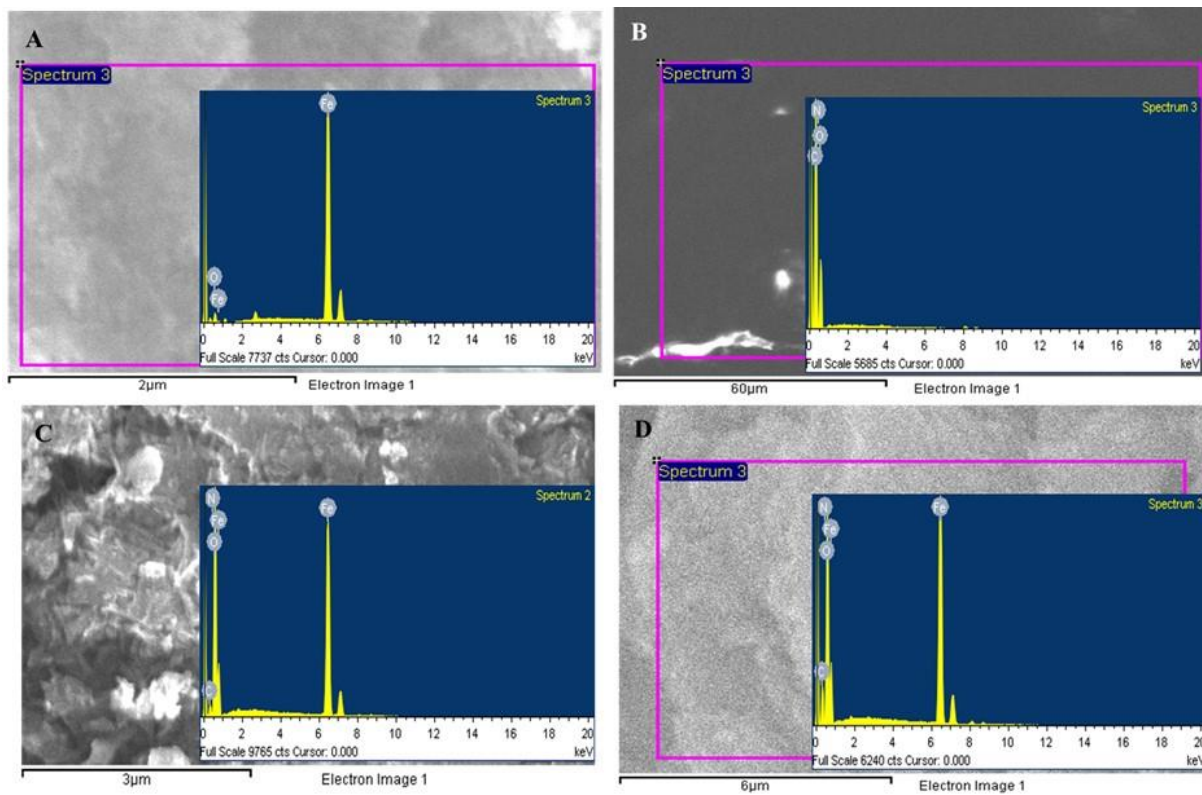 A
Spectrum 3
Spectrum 3
Fe
O
Fe
0 2 4 6 8 10 12 14 16 18 20
Full Scale 7737 cts Cursor: 0.000
keV
2µm
Electron Image 1
B
Spectrum 3
Spectrum 3
N
O
C
0 2 4 6 8 10 12 14 16 18 20
Full Scale 5685 cts Cursor: 0.000
keV
60µm
Electron Image 1
C
Spectrum 2
N
Fe
Fe
O
C
0 2 4 6 8 10 12 14 16 18 20
Full Scale 9765 cts Cursor: 0.000
keV
3µm
Electron Image 1
D
Spectrum 3
Spectrum 3
N
Fe
Fe
O
C
0 2 4 6 8 10 12 14 16 18 20
Full Scale 6240 cts Cursor: 0.000
keV
6µm
Electron Image 1